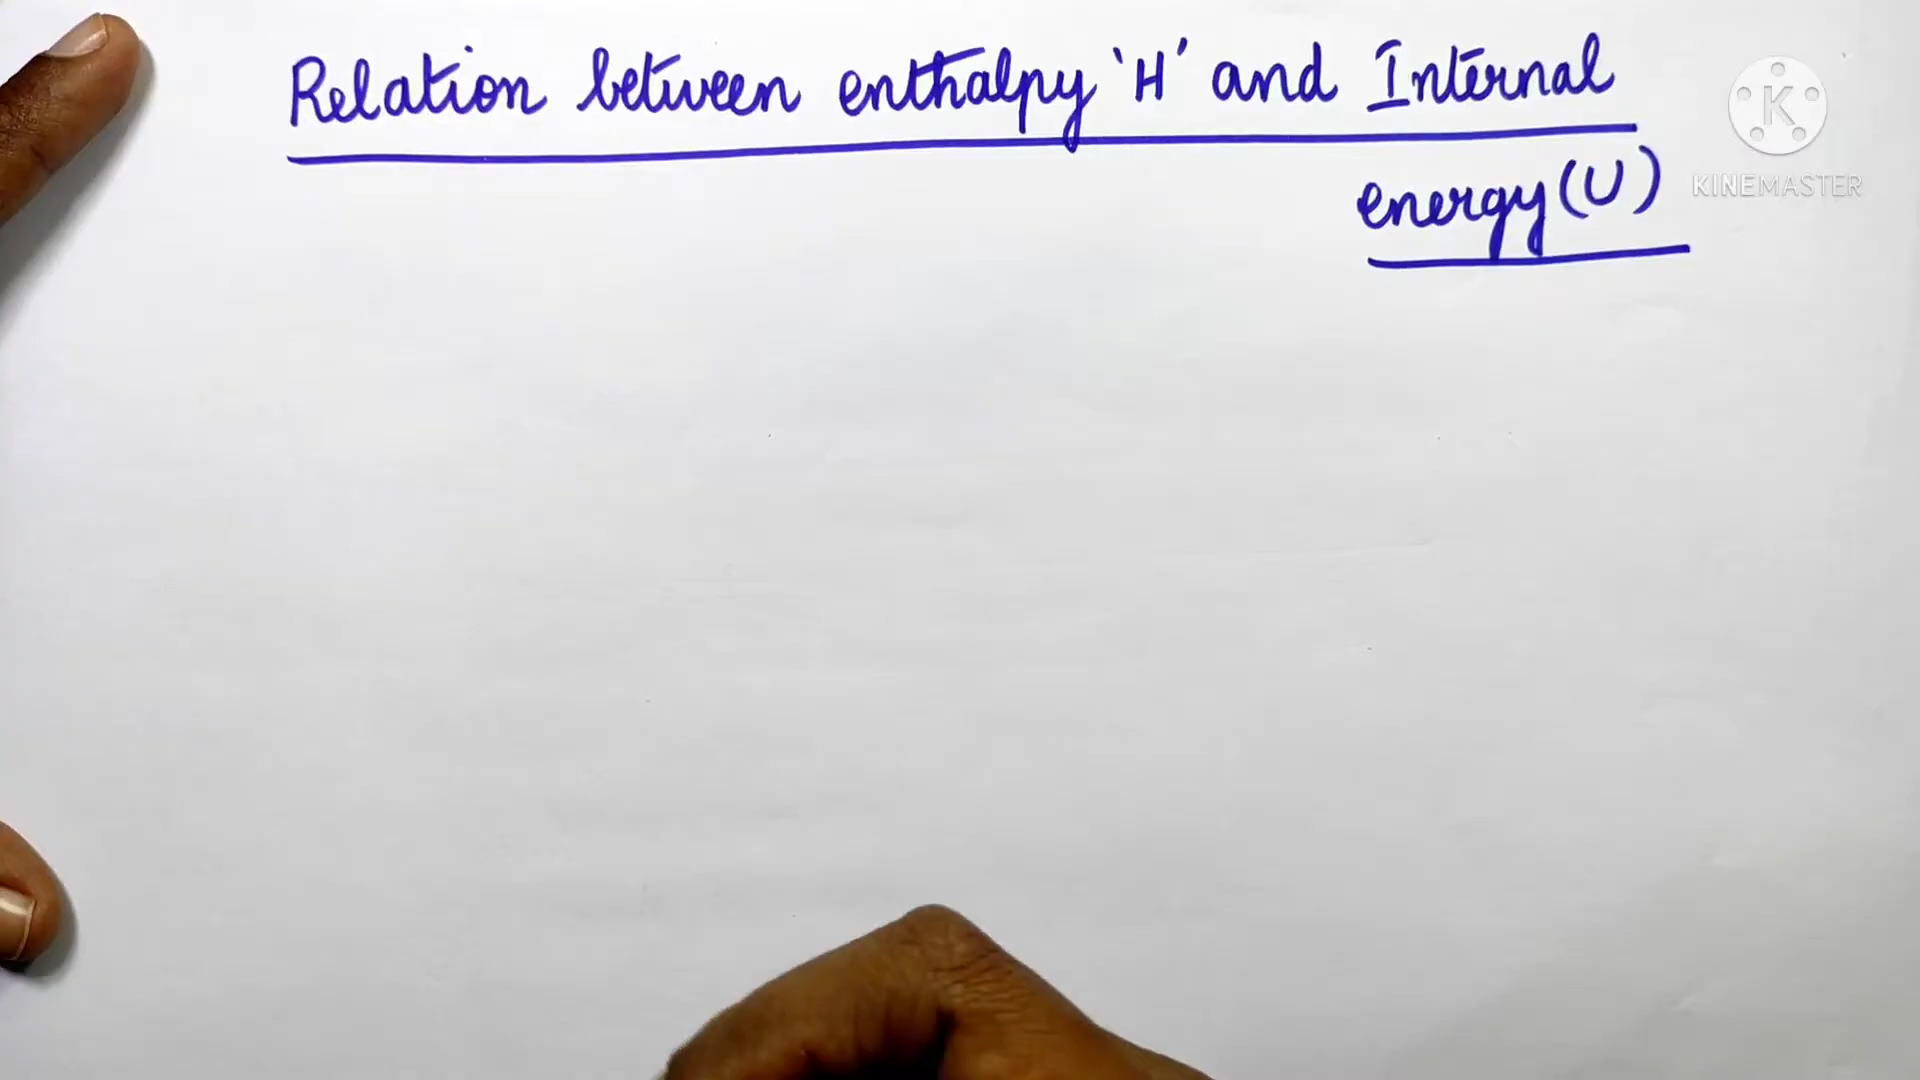 Relation between enthalpy 'H' and Internal
energy (U)
K
KINEMASTER